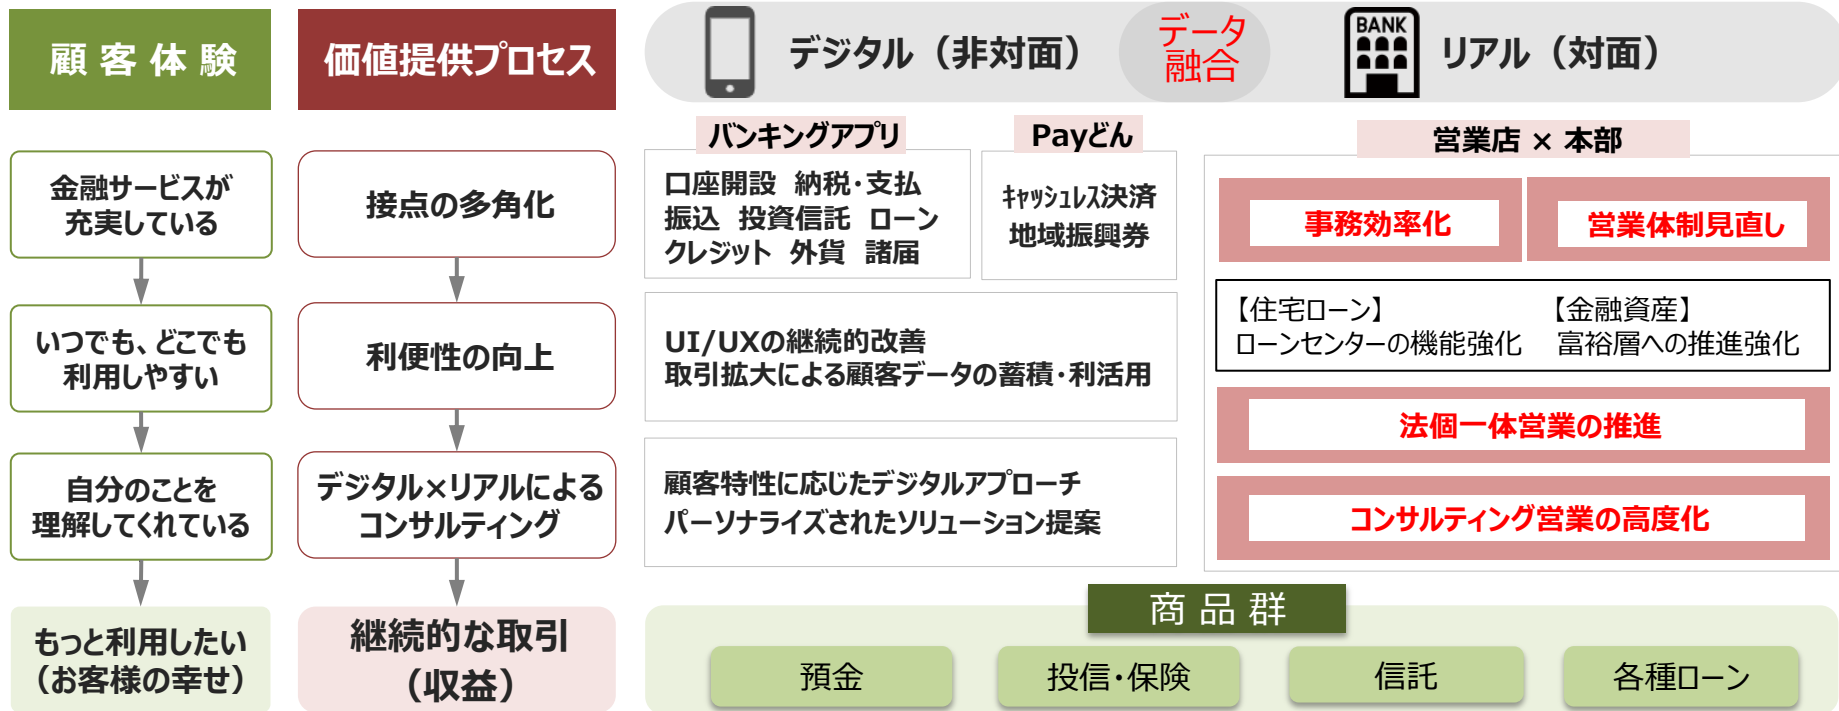 顧客体験
価値提供プロセス
デジタル（非対面）
データ
融合
BANK
リアル（対面）
金融サービスが
充実している
いつでも、どこでも
利用しやすい
自分のことを
理解してくれている
もっと利用したい
（お客様の幸せ）
接点の多角化
利便性の向上
デジタル×リアルによる
コンサルティング
継続的な取引
（収益）
バンキングアプリ
口座開設 納税・支払
振込 投資信託 ローン
クレジット 外貨 諸届
Payどん
ｷｬｯｼｭﾚｽ決済
地域振興券
UI/UXの継続的改善
取引拡大による顧客データの蓄積・利活用
顧客特性に応じたデジタルアプローチ
パーソナライズされたソリューション提案
営業店 × 本部
事務効率化
営業体制見直し
【住宅ローン】
ローンセンターの機能強化
【金融資産】
富裕層への推進強化
法個一体営業の推進
コンサルティング営業の高度化
商品群
預金
投信・保険
信託
各種ローン